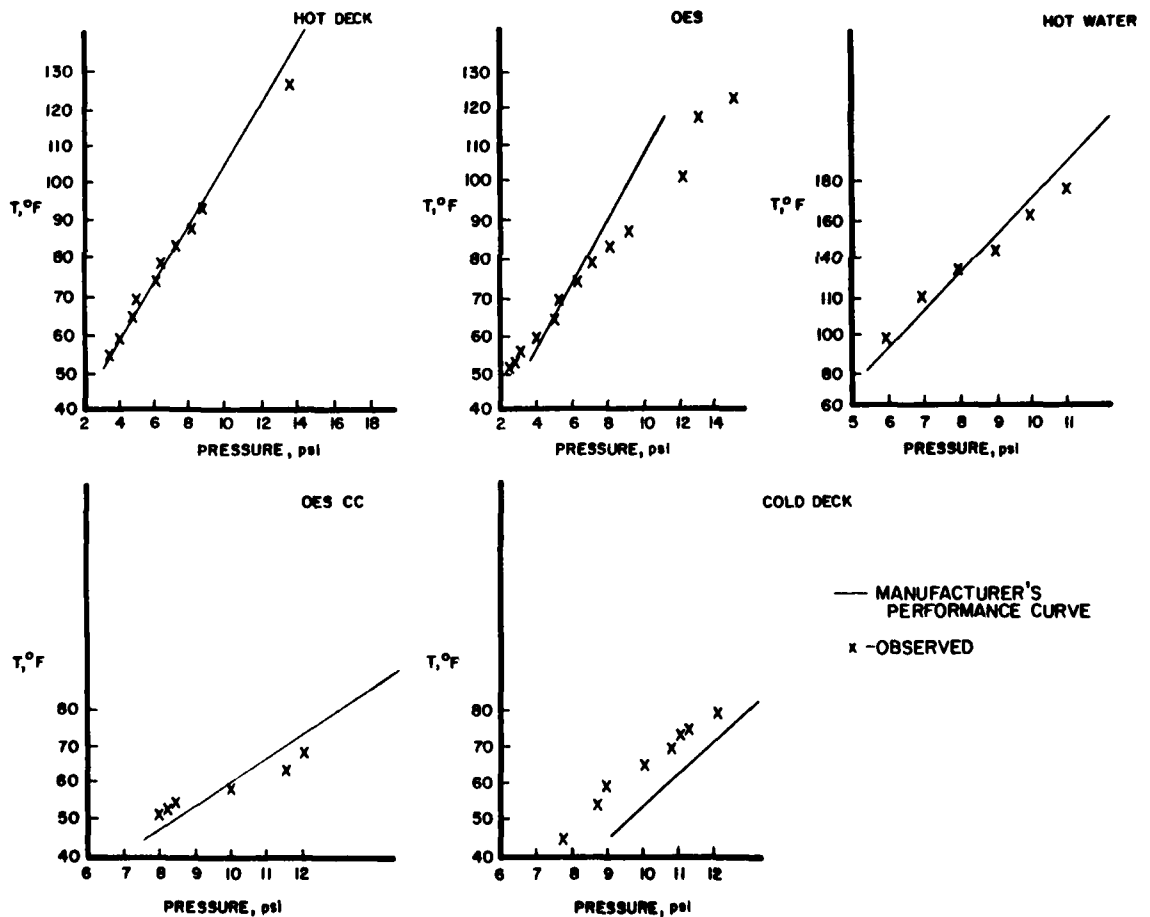 HOT DECK
T,°F
130
120
110
100
90
80
70
60
50
40
2 4 6 8 10 12 14 16 18
PRESSURE, psi
OES
T,°F
130
120
110
100
90
80
70
60
50
40
2 4 6 8 10 12 14 16
PRESSURE, psi
HOT WATER
T,°F
180
160
140
120
100
80
60
5 6 7 8 9 10 11
PRESSURE, psi
OES CC
T,°F
80
70
60
50
40
6 7 8 9 10 11 12
PRESSURE, psi
COLD DECK
T,°F
80
70
60
50
40
6 7 8 9 10 11 12
PRESSURE, psi
— MANUFACTURER'S
PERFORMANCE CURVE
x -OBSERVED